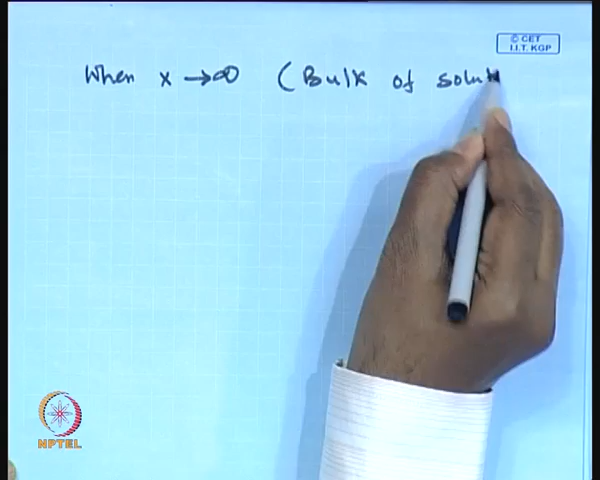 © CET
I.I.T. KGP
When x → ∞ (Bulk of solut
NPTEL